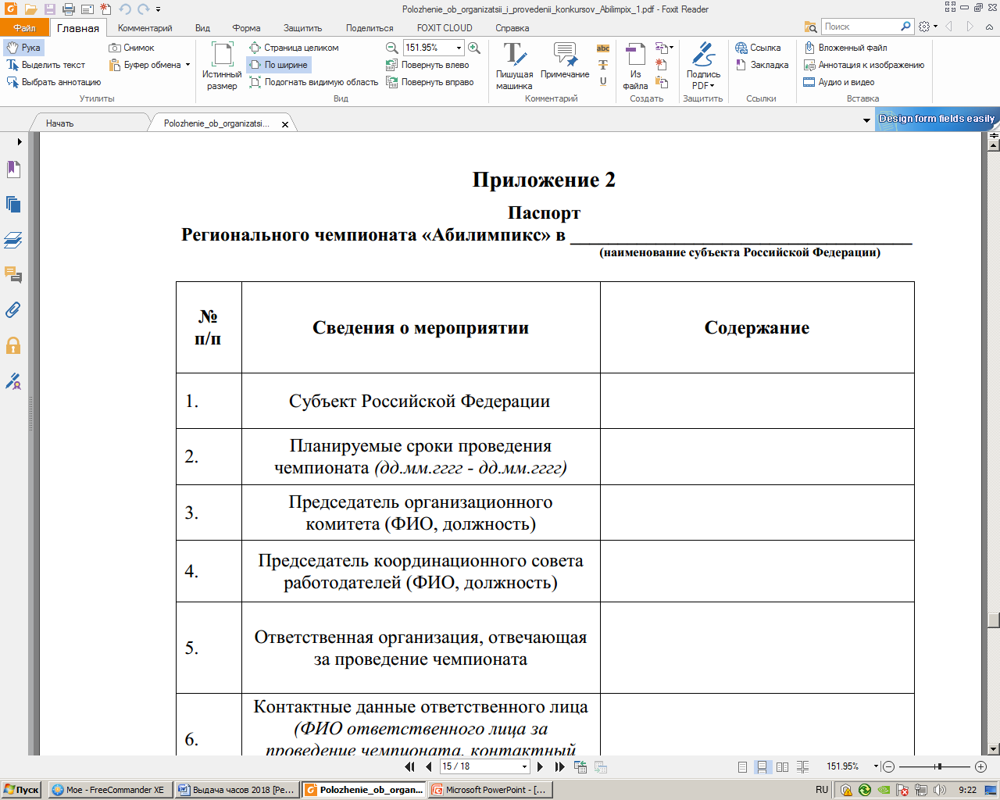 Polozhenie_ob_organizatsii_i_provedenii_konkursov_Abilimpix_1.pdf - Foxit Reader
Файл Главная Комментарий Вид Форма Защитить Поделиться FOXIT CLOUD Справка
Поиск
Рука
Выделить текст
Выбрать аннотацию
Снимок
Буфер обмена
Утилиты
Истинный
размер
Страница целиком
По ширине
Подогнать видимую область
151.95%
Повернуть влево
Повернуть вправо
Вид
Пишущая
машинка
Примечание
abc
T
U
Комментарий
Из
файла
Создать
Подпись
PDF
Защитить
Ссылка
Закладка
Ссылки
Вложенный файл
Аннотация к изображению
Аудио и видео
Вставка
Начать
Polozhenie_ob_organizatsi...
Design form fields easily
Приложение 2
Паспорт
Регионального чемпионата «Абилимпикс» в ____________________
(наименование субъекта Российской Федерации)
№
п/п
Сведения о мероприятии
Содержание
1.
Субъект Российской Федерации
2.
Планируемые сроки проведения
чемпионата (дд.мм.гггг - дд.мм.гггг)
3.
Председатель организационного
комитета (ФИО, должность)
4.
Председатель координационного совета
работодателей (ФИО, должность)
5.
Ответственная организация, отвечающая
за проведение чемпионата
6.
Контактные данные ответственного лица
(ФИО ответственного лица за
проведение чемпионата, контактный
15 / 18
151.95%
Пуск
Мое - FreeCommander XE
Выдача часов 2018 [Ре...
Polozhenie_ob_organ...
Microsoft PowerPoint - [...
RU
9:22